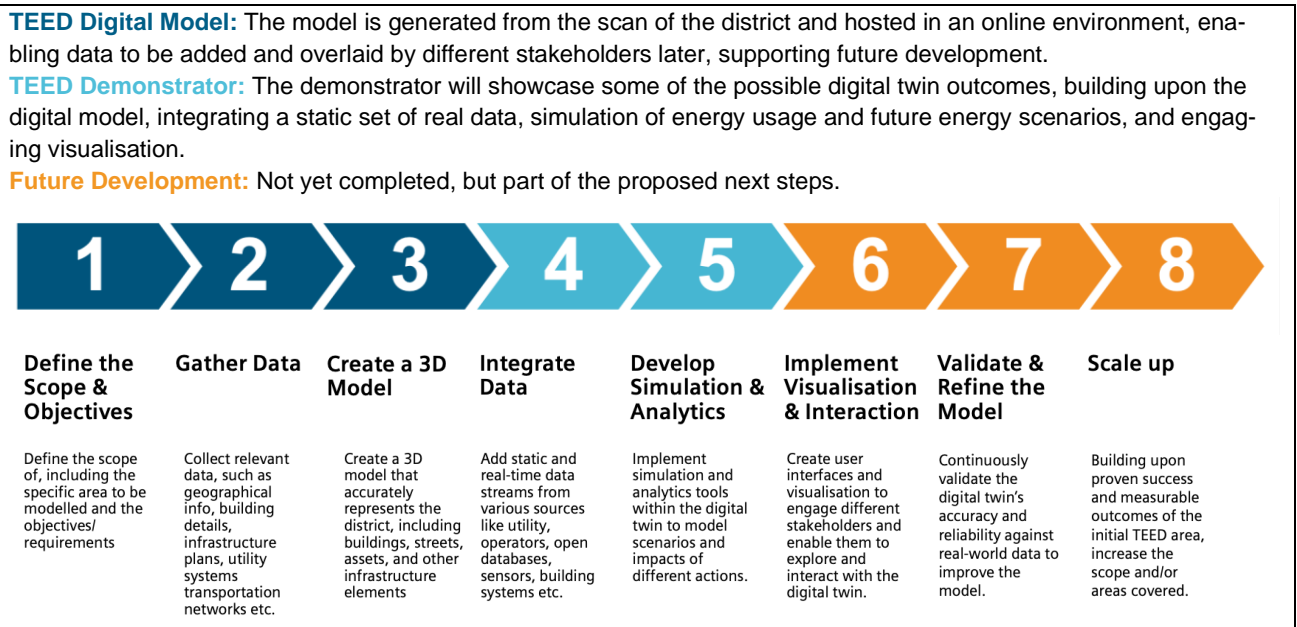 TEED Digital Model: The model is generated from the scan of the district and hosted in an online environment, ena-
bling data to be added and overlaid by different stakeholders later, supporting future development.
TEED Demonstrator: The demonstrator will showcase some of the possible digital twin outcomes, building upon the
digital model, integrating a static set of real data, simulation of energy usage and future energy scenarios, and engag-
ing visualisation.
Future Development: Not yet completed, but part of the proposed next steps.
1 2 3 4 5 6 7 8
Define the
Scope &
Objectives
Define the scope
of, including the
specific area to be
modelled and the
objectives/
requirements
Gather Data
Collect relevant
data, such as
geographical
info, building
details,
infrastructure
plans, utility
systems
transportation
networks etc.
Create a 3D
Model
Create a 3D
model that
accurately
represents the
district, including
buildings, streets,
assets, and other
infrastructure
elements
Integrate
Data
Add static and
real-time data
streams from
various sources
like utility,
operators, open
databases,
sensors, building
systems etc.
Develop
Simulation &
Analytics
Implement
simulation and
analytics tools
within the digital
twin to model
scenarios and
impacts of
different actions.
Implement
Visualisation
& Interaction
Create user
interfaces and
visualisation to
engage different
stakeholders and
enable them to
explore and
interact with the
digital twin.
Validate &
Refine the
Model
Continuously
validate the
digital twin's
accuracy and
reliability against
real-world data to
improve the
model.
Scale up
Building upon
proven success
and measurable
outcomes of the
initial TEED area,
increase the
scope and/or
areas covered.